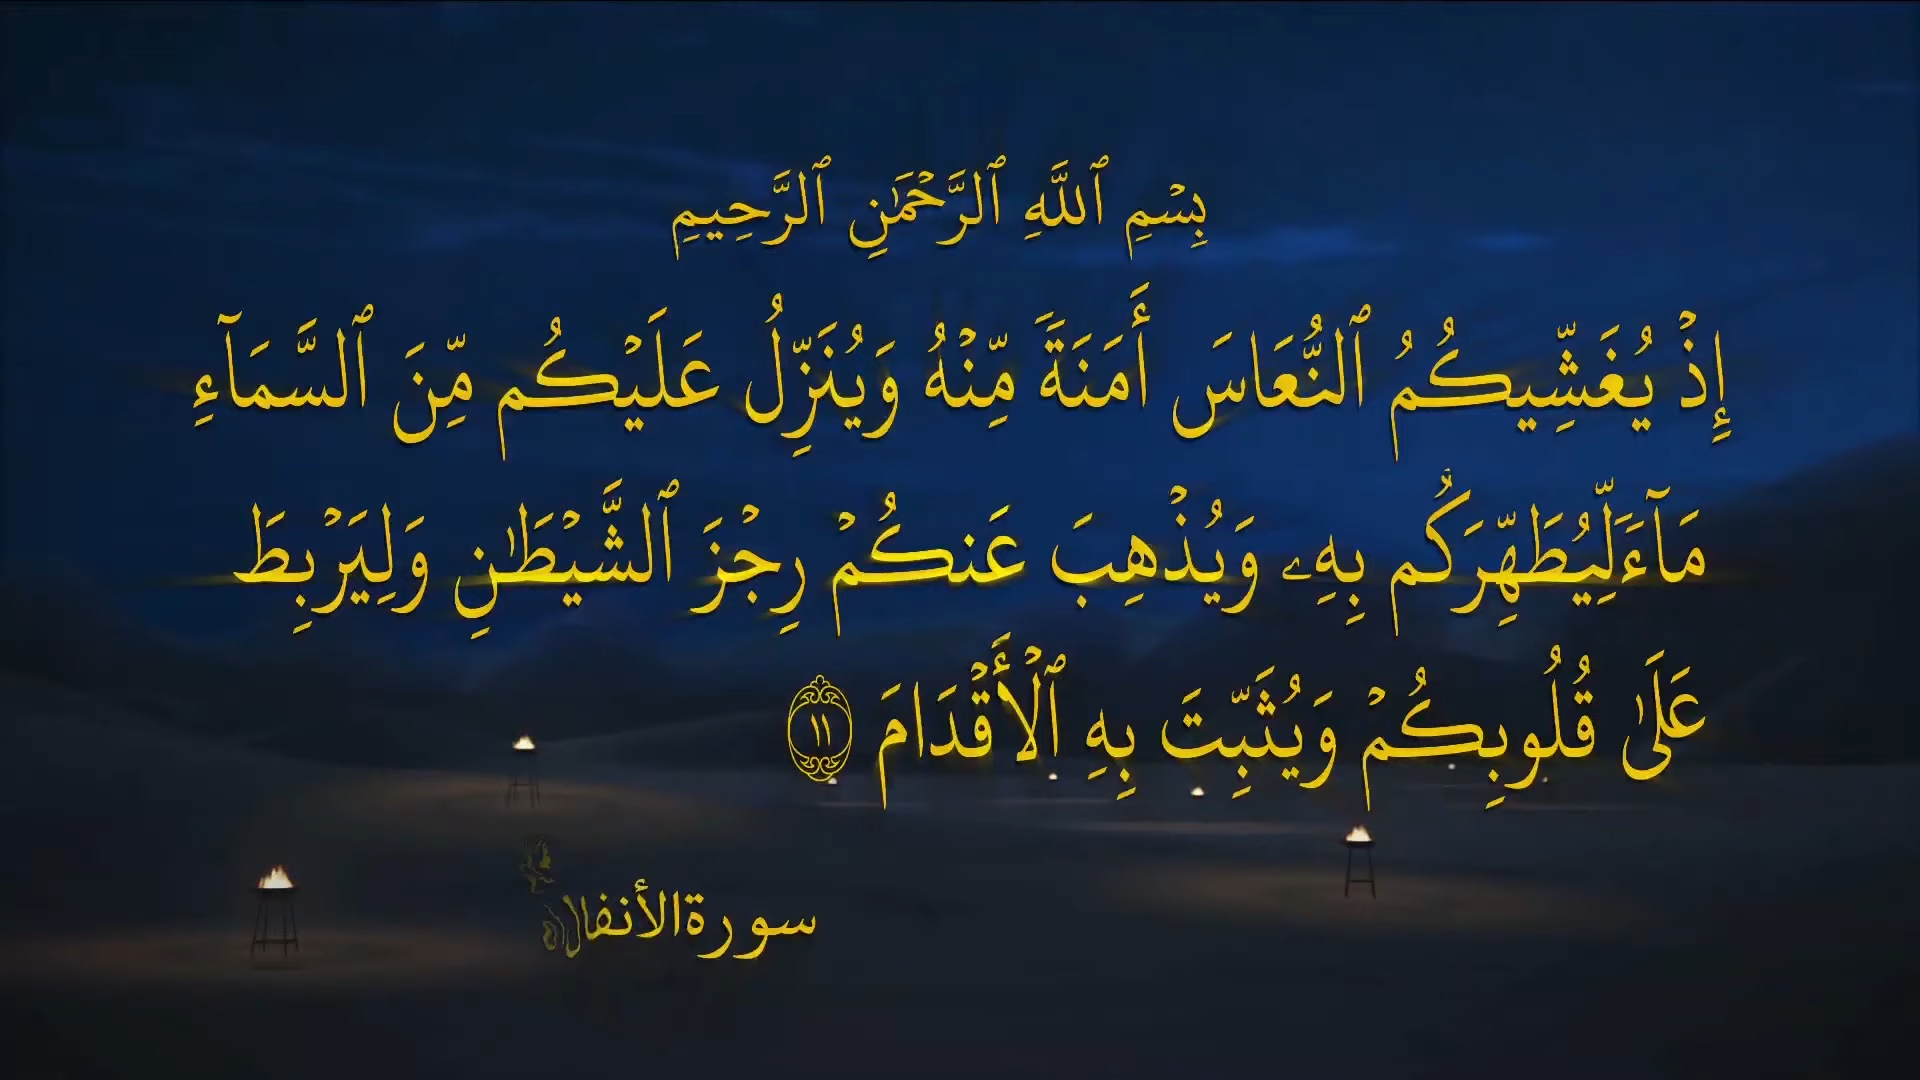 بِسْمِ ٱللَّهِ ٱلرَّحْمَٰنِ ٱلرَّحِيمِ
إِذْ يُغَشِّيكُمُ ٱلنُّعَاسَ أَمَنَةً مِّنْهُ وَيُنَزِّلُ عَلَيْكُم مِّنَ ٱلسَّمَآءِ
مَآءً لِّيُطَهِّرَكُم بِهِۦ وَيُذْهِبَ عَنكُمْ رِجْزَ ٱلشَّيْطَٰنِ وَلِيَرْبِطَ
عَلَىٰ قُلُوبِكُمْ وَيُثَبِّتَ بِهِ ٱلْأَقْدَامَ ١١
سورة الأنفال